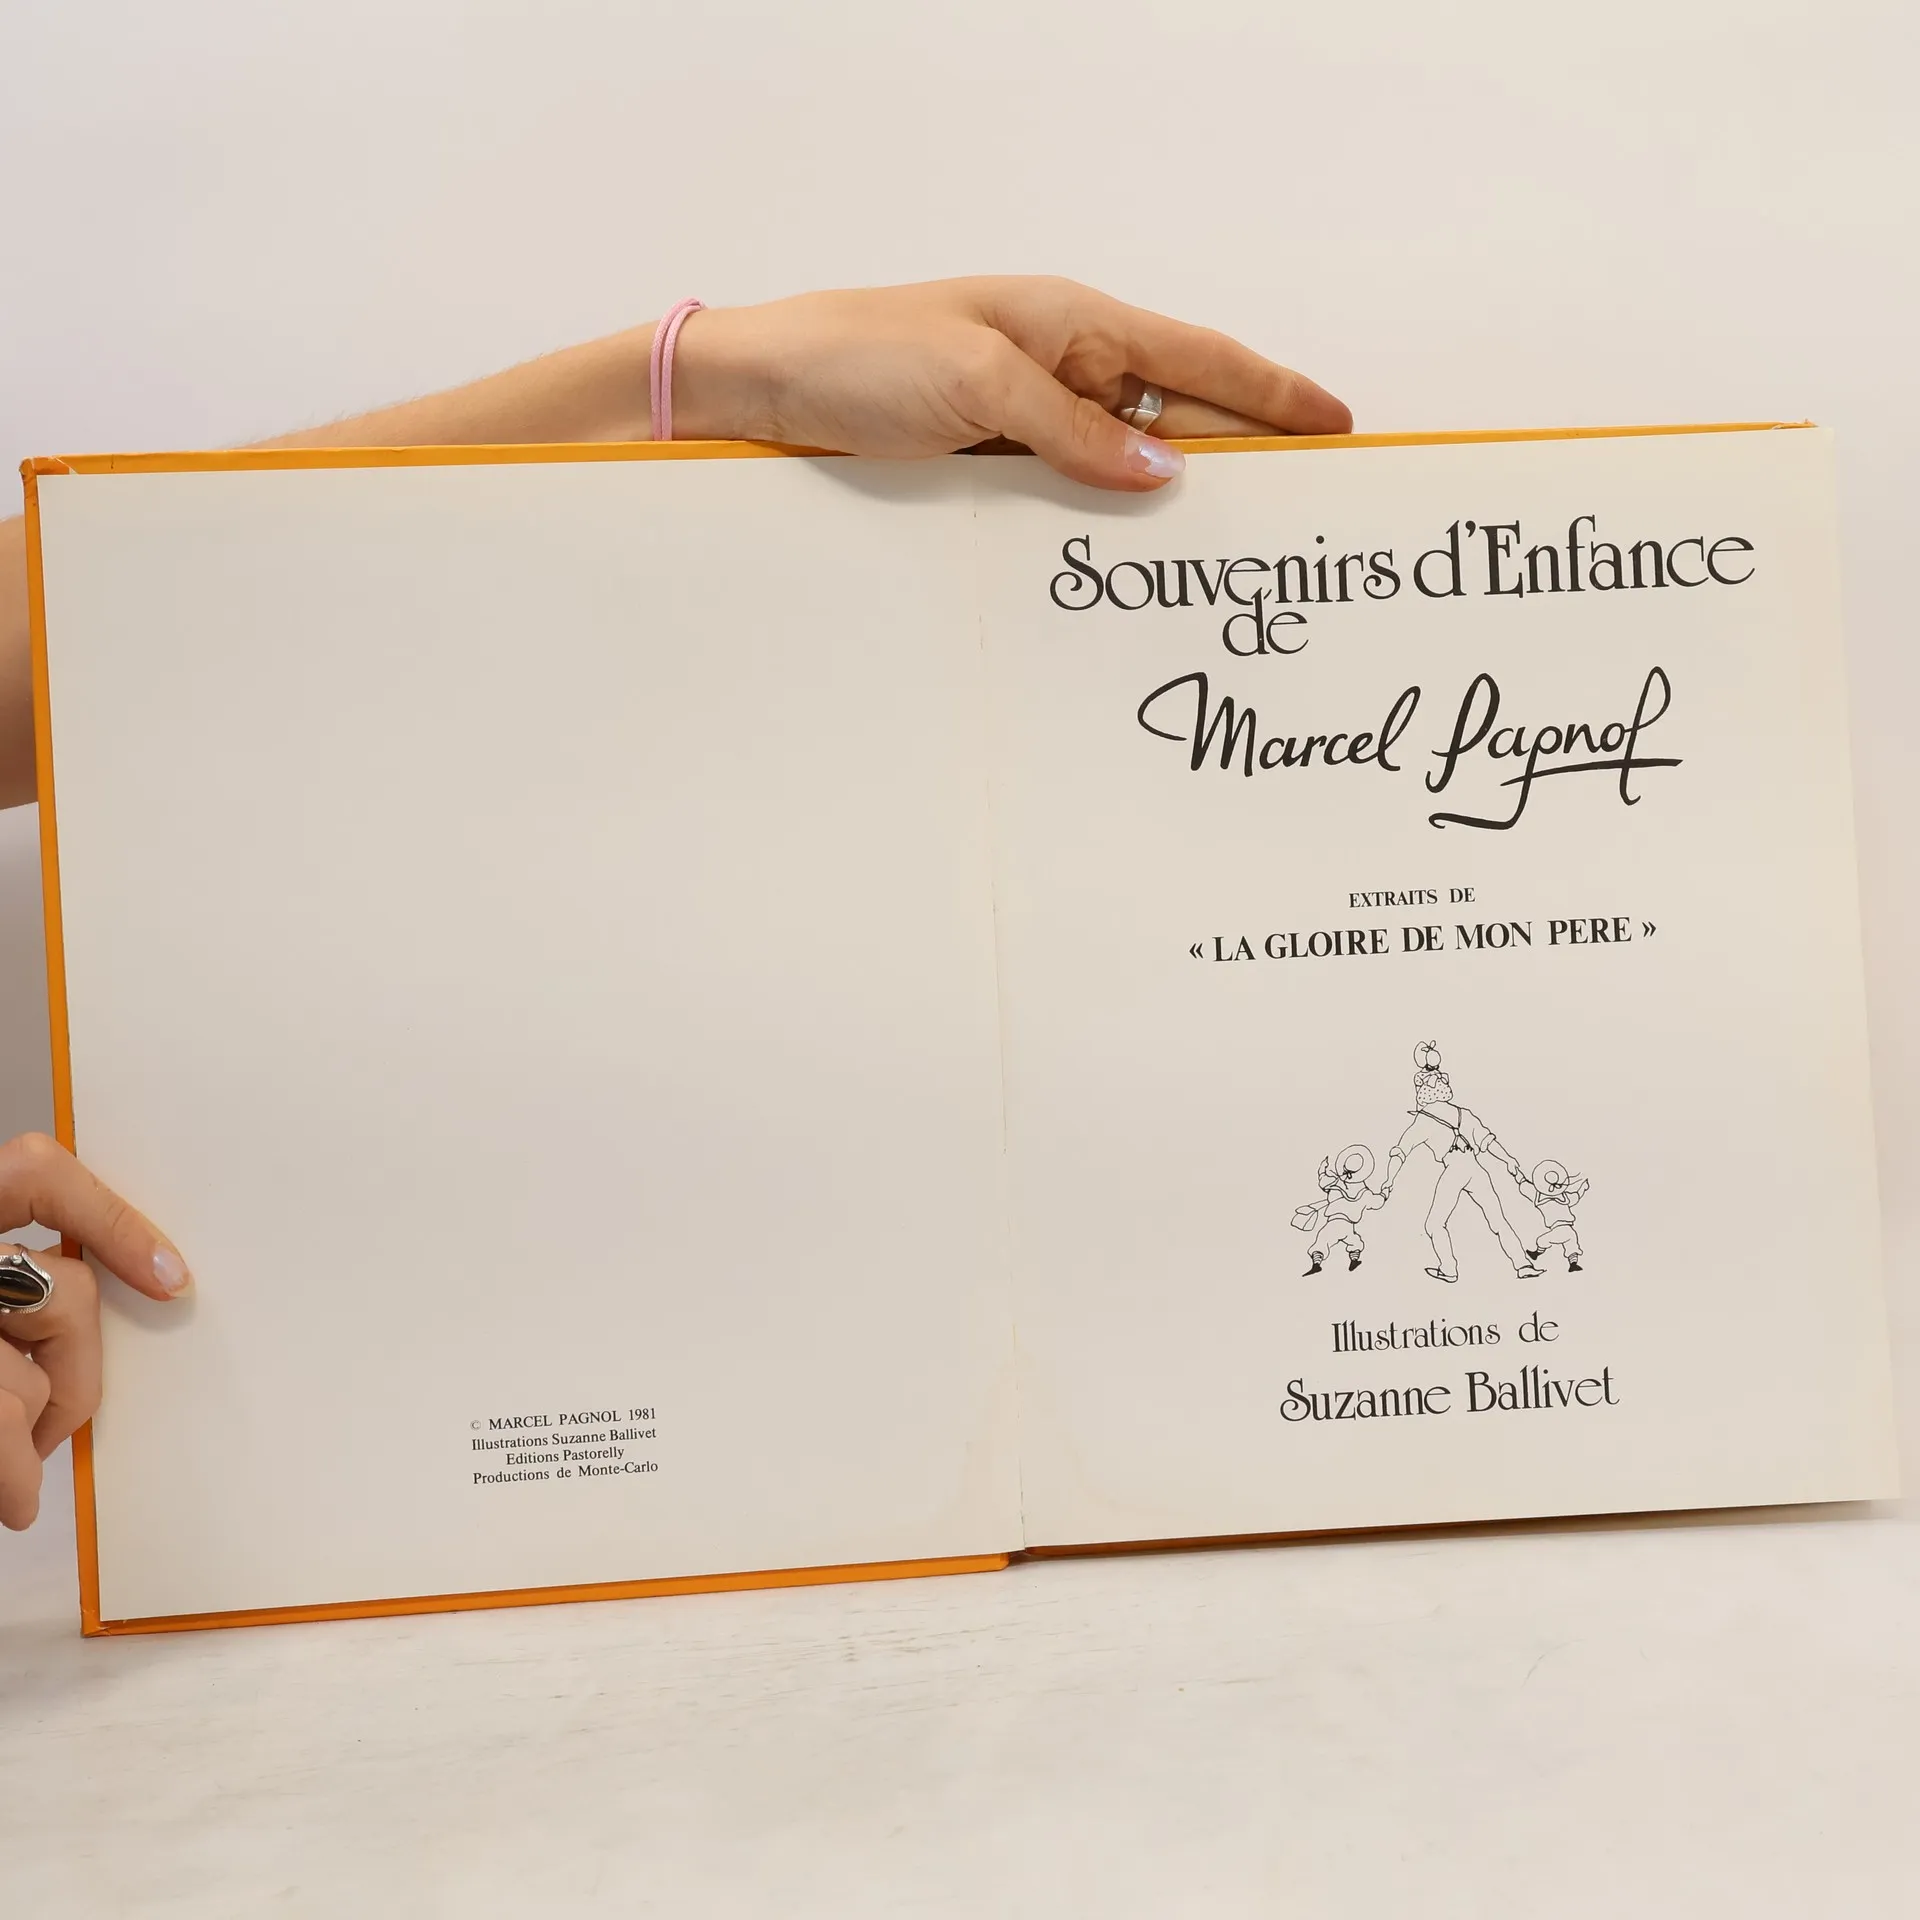 © MARCEL PAGNOL 1981
Illustrations Suzanne Ballivet
Editions Pastorelly
Productions de Monte-Carlo
Souvenirs d'Enfance
de
Marcel Pagnol
EXTRAITS DE
« LA GLOIRE DE MON PERE »
Illustrations de
Suzanne Ballivet